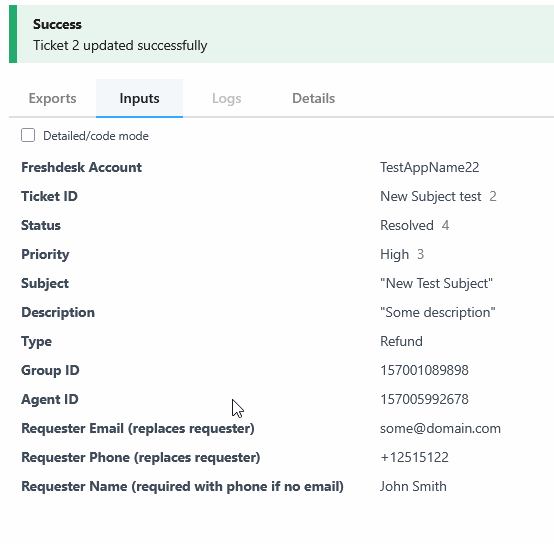 Success
Ticket 2 updated successfully
Exports Inputs Logs Details
Detailed/code mode
Freshdesk Account TestAppName22
Ticket ID New Subject test 2
Status Resolved 4
Priority High 3
Subject "New Test Subject"
Description "Some description"
Type Refund
Group ID 157001089898
Agent ID 157005992678
Requester Email (replaces requester) some@domain.com
Requester Phone (replaces requester) +12515122
Requester Name (required with phone if no email) John Smith